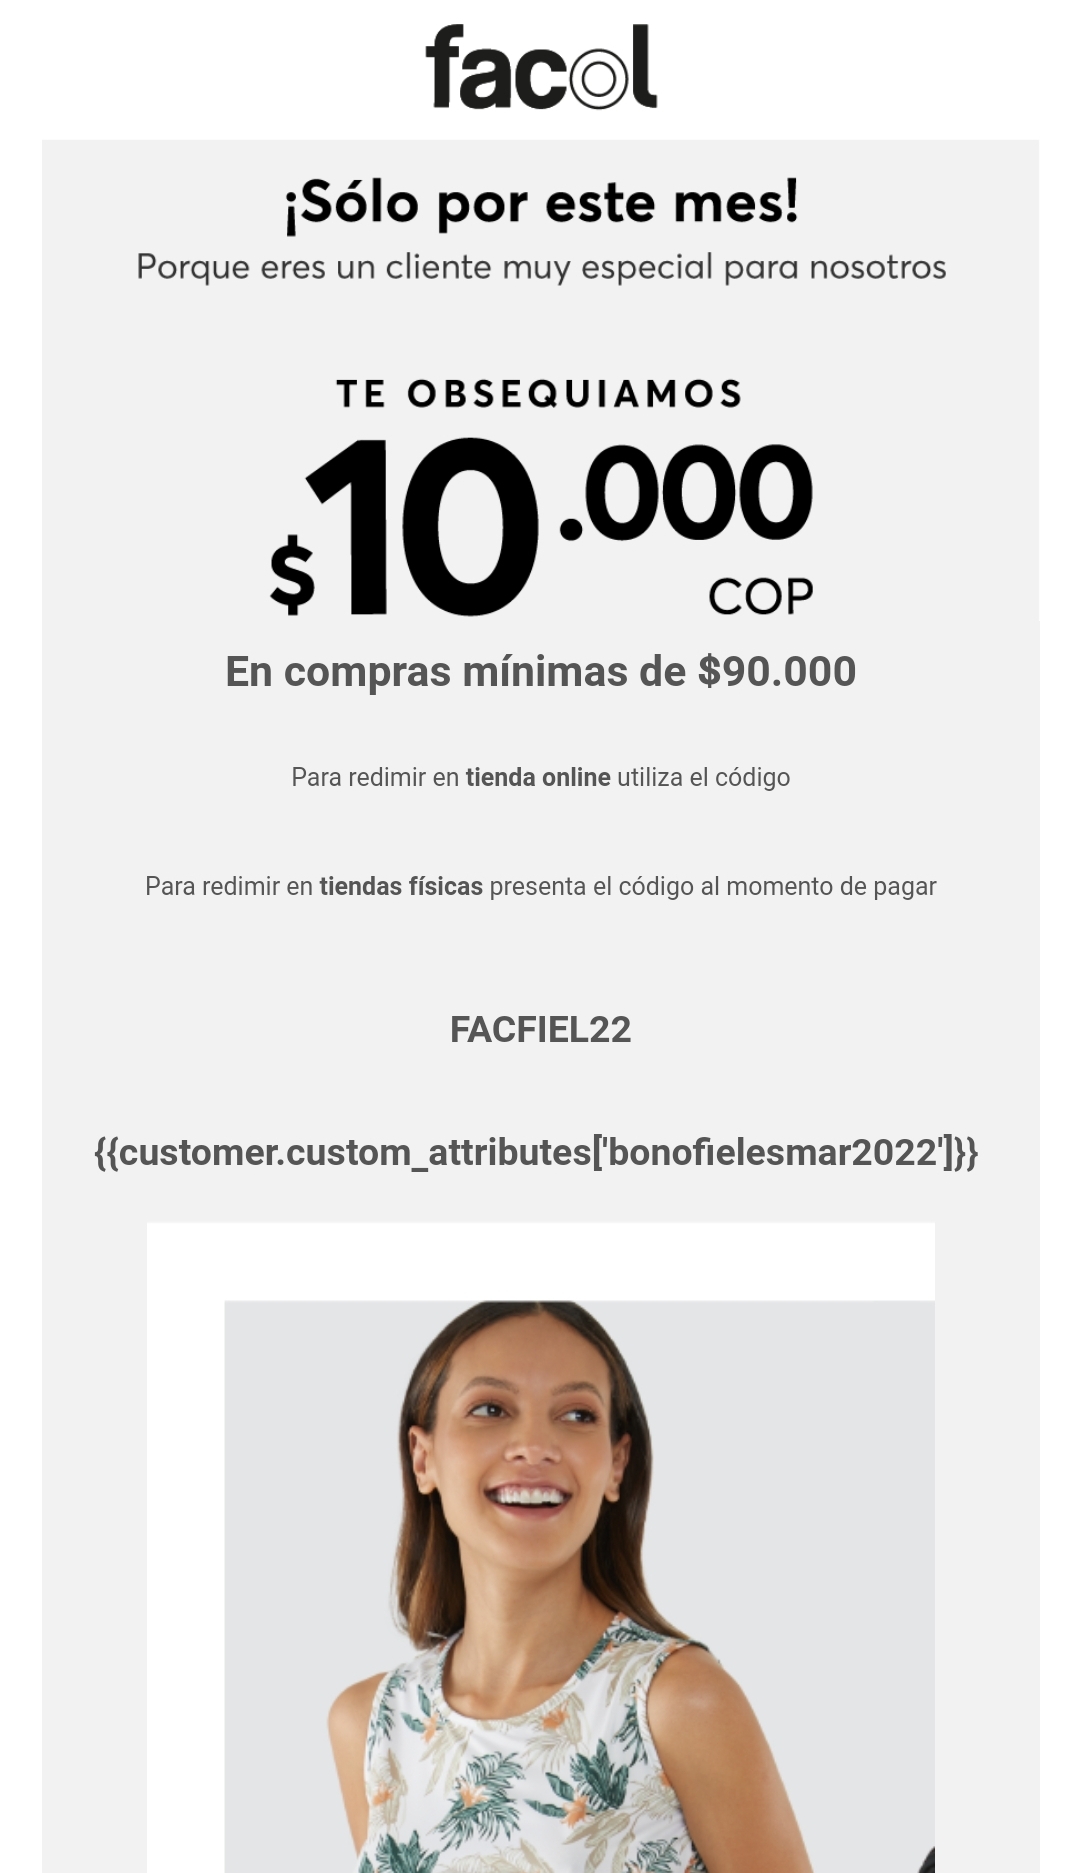 facol
¡Sólo por este mes!
Porque eres un cliente muy especial para nosotros
TE OBSEQUIAMOS
$10.000
COP
En compras mínimas de $90.000
Para redimir en tienda online utiliza el código
Para redimir en tiendas físicas presenta el código al momento de pagar
FACFIEL22
{{customer.custom_attributes['bonofielesmar2022']}}